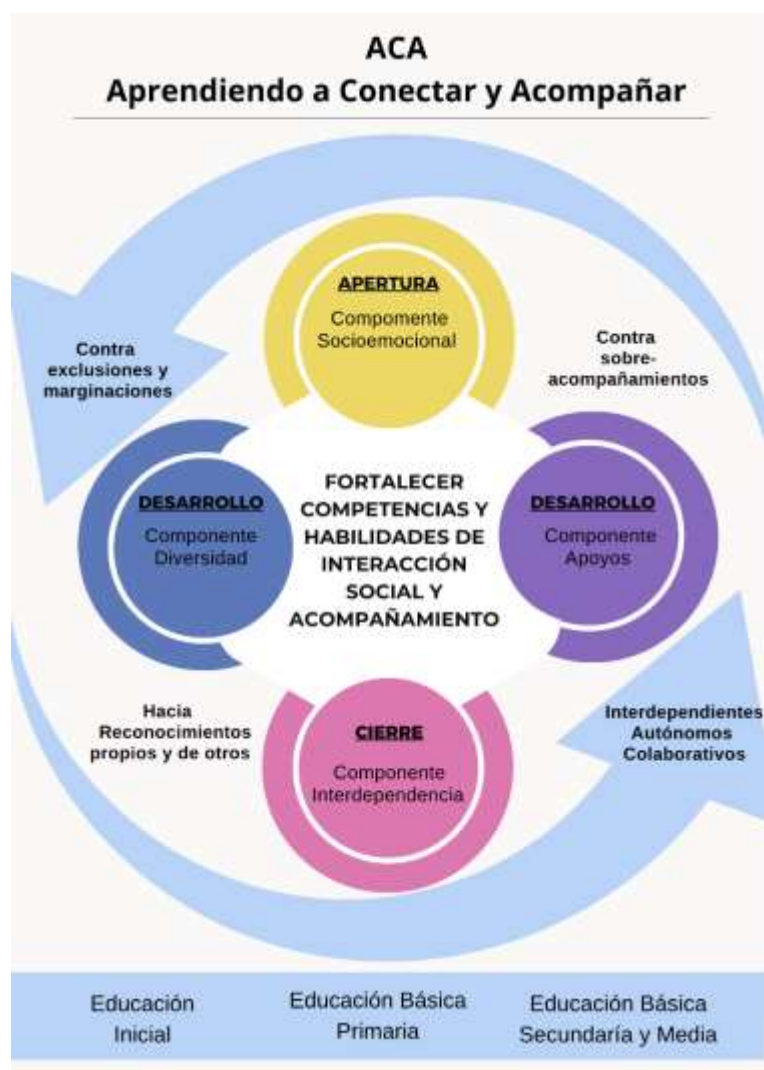 ACA
Aprendiendo a Conectar y Acompañar
APERTURA
Compomente
Socioemocional
Contra
exclusiones y
marginaciones
Contra
sobre-
acompañamientos
DESARROLLO
Componente
Diversidad
FORTALECER
COMPETENCIAS Y
HABILIDADES DE
INTERACCIÓN
SOCIAL Y
ACOMPAÑAMIENTO
DESARROLLO
Componente
Apoyos
Hacia
Reconocimientos
propios y de otros
CIERRE
Componente
Interdependencia
Interdependientes
Autónomos
Colaborativos
Educación
Inicial
Educación Básica
Primaria
Educación Básica
Secundaría y Media